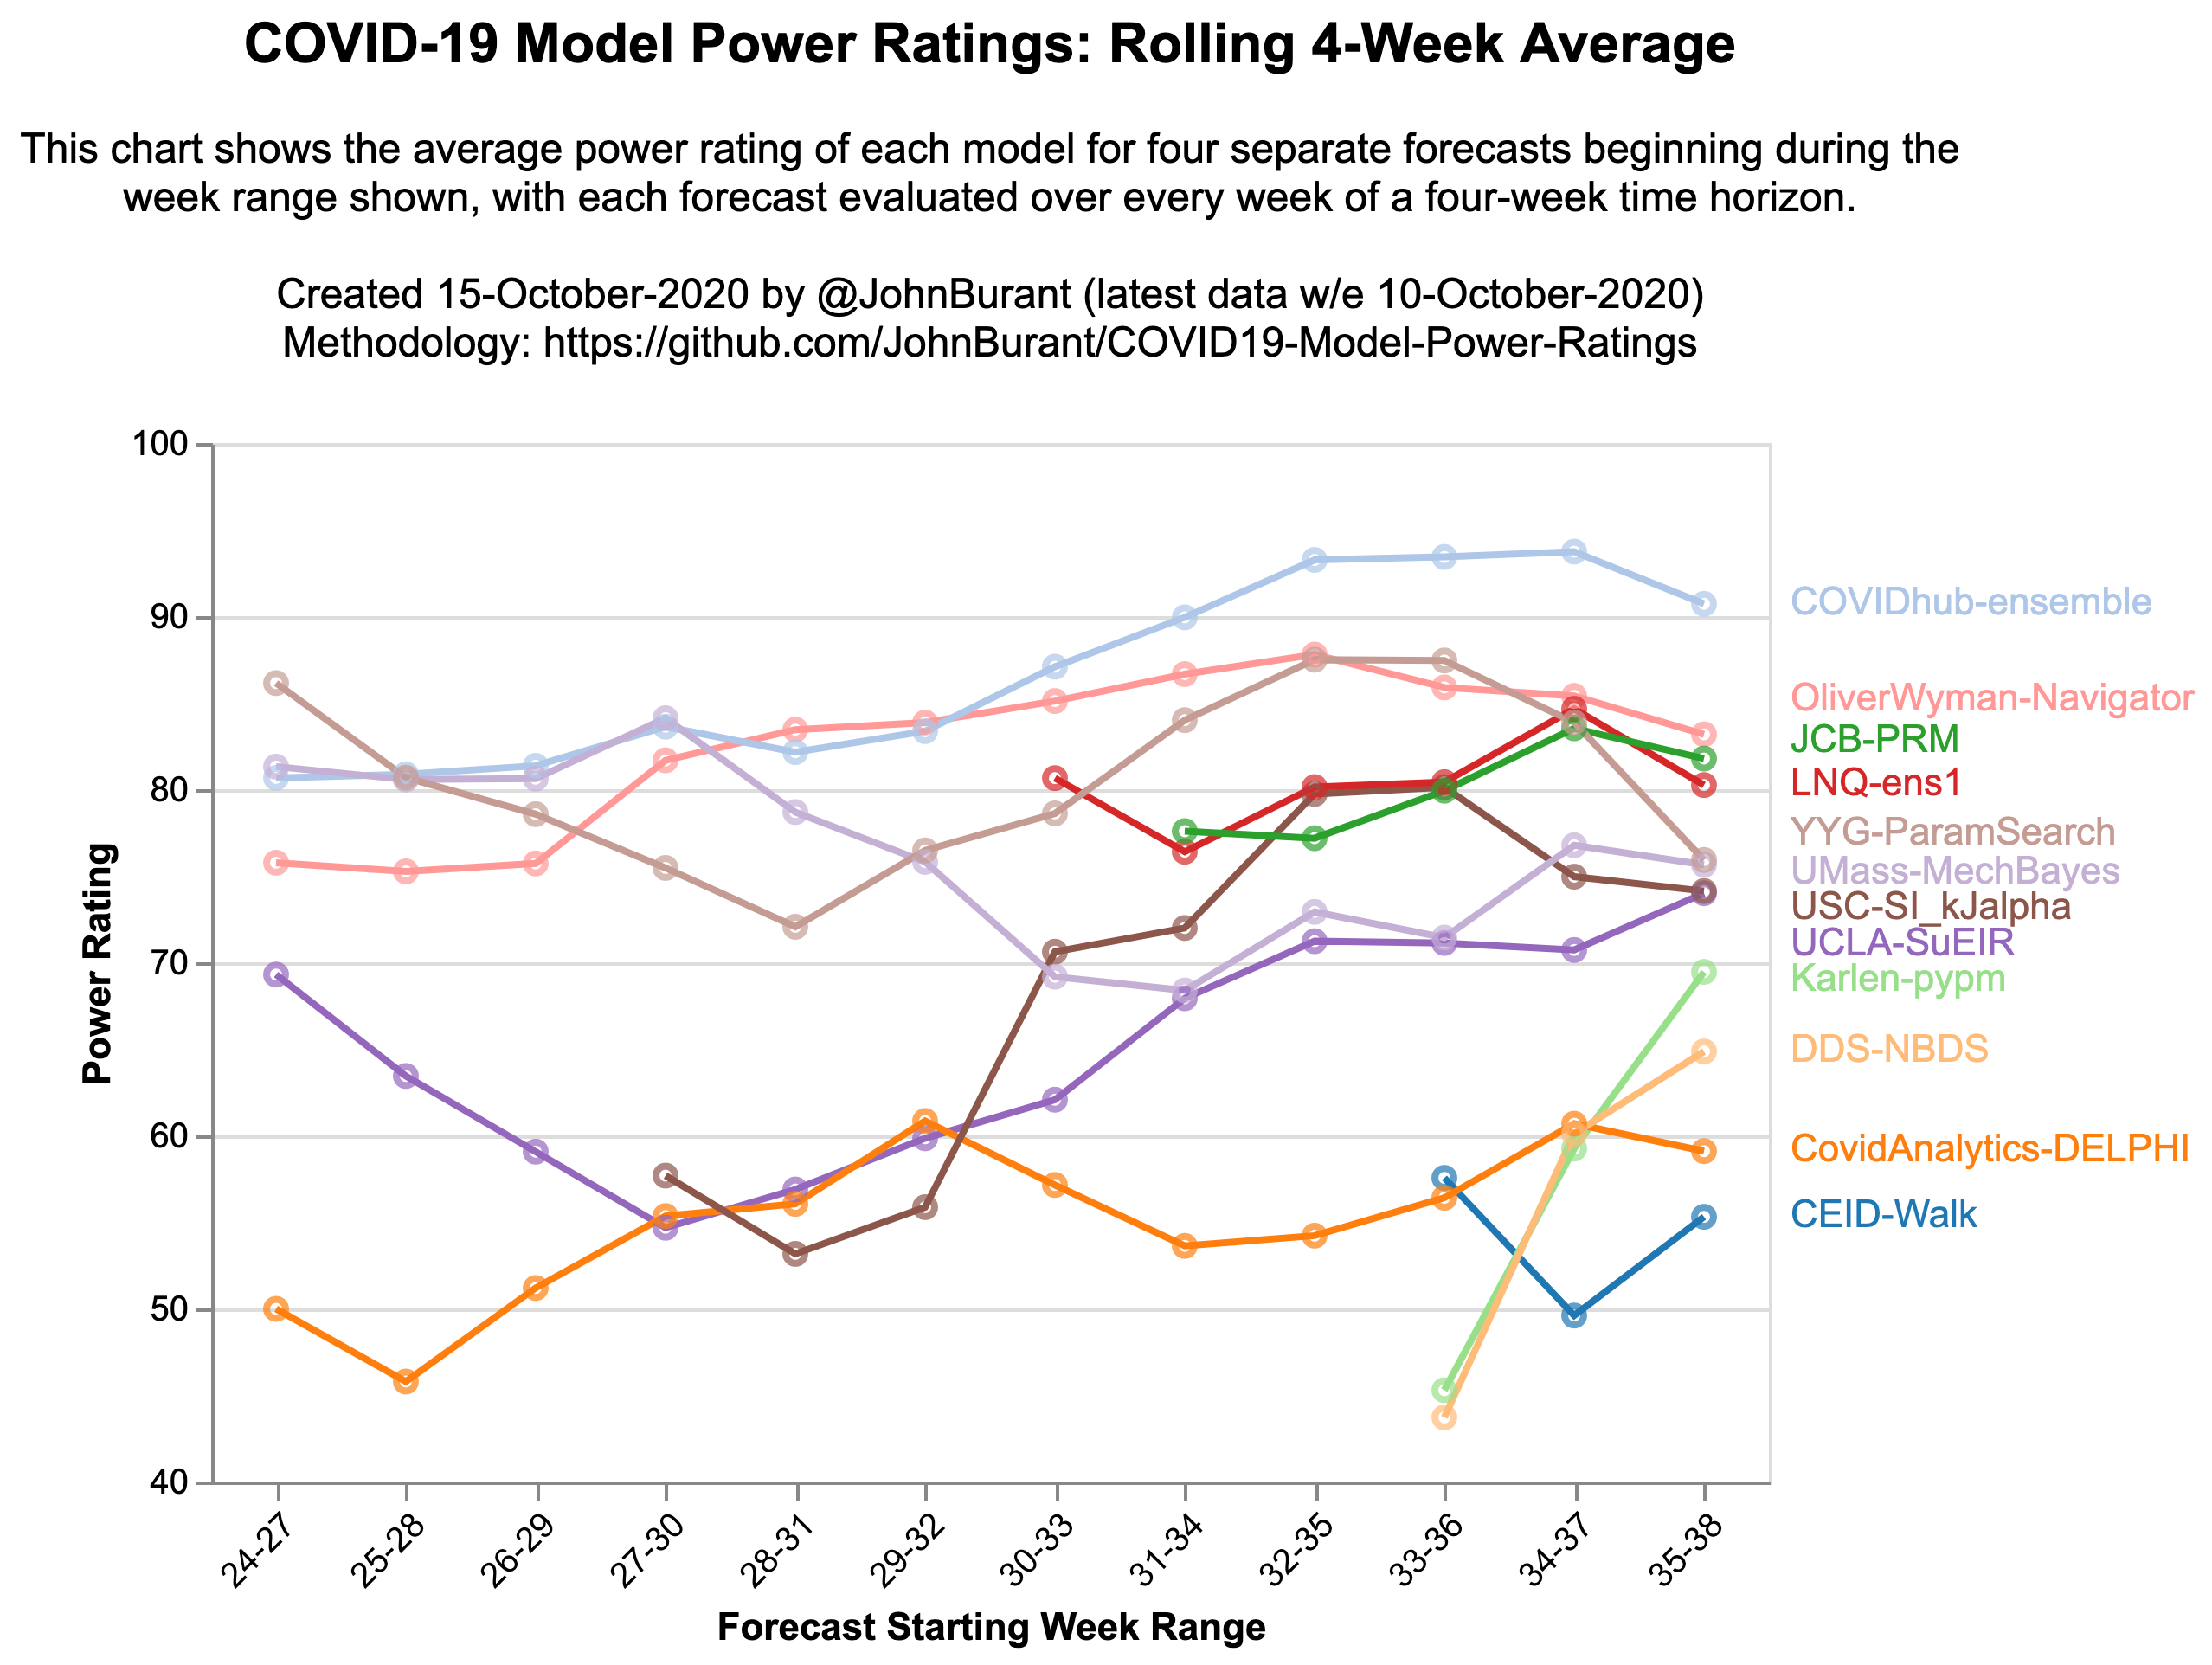 COVID-19 Model Power Ratings: Rolling 4-Week Average
This chart shows the average power rating of each model for four separate forecasts beginning during the
week range shown, with each forecast evaluated over every week of a four-week time horizon.
Created 15-October-2020 by @JohnBurant (latest data w/e 10-October-2020)
Methodology: https://github.com/JohnBurant/COVID19-Model-Power-Ratings
100
90
80
70
60
50
40
Power Rating
COVIDhub-ensemble
OliverWyman-Navigator
JCB-PRM
LNQ-ens1
YYG-ParamSearch
UMass-MechBayes
USC-SI_kJalpha
UCLA-SuEIR
Karlen-pypm
DDS-NBDS
CovidAnalytics-DELPHI
CEID-Walk
24-27
25-28
26-29
27-30
28-31
29-32
30-33
31-34
32-35
33-36
34-37
35-38
Forecast Starting Week Range